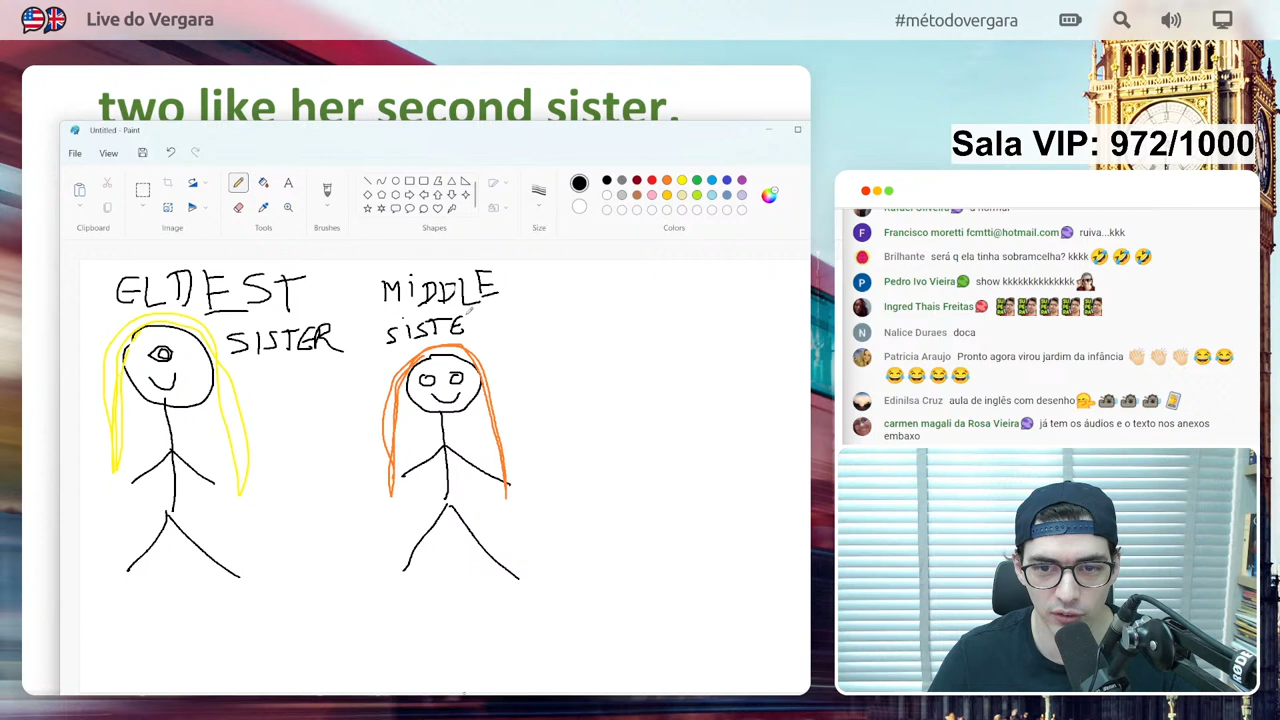 Live do Vergara
#métodovergara
two like her second sister.
Sala VIP: 972/1000
Untitled - Paint
File View
Clipboard
Image
Tools
Brushes
Shapes
Size
Colors
ELDEST
SISTER
MIDDLE
SISTE
Francisco moretti fcmtti@hotmail.com ruiva...kkk
Brilhante será q ela tinha sobramcelha? kkkk
Pedro Ivo Vieira show kkkkkkkkkkkkkk
Ingred Thais Freitas
Nalice Duraes doca
Patricia Araujo Pronto agora virou jardim da infância
Edinilsa Cruz aula de inglês com desenho
carmen magali da Rosa Vieira já tem os áudios e o texto nos anexos
embaxo
RØDE